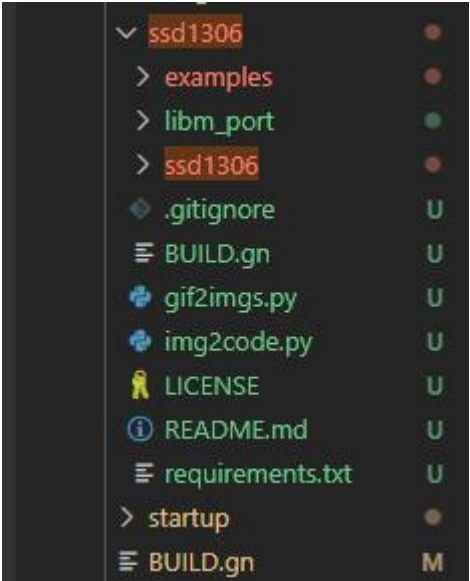 ssd1306
examples
libm_port
ssd1306
.gitignore U
BUILD.gn U
gif2imgs.py U
img2code.py U
LICENSE U
README.md U
requirements.txt U
startup
BUILD.gn M